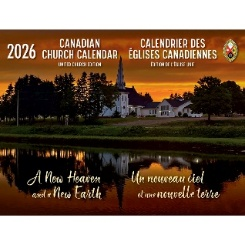 2026
CANADIAN
CHURCH CALENDAR
UNITED CHURCH EDITION
CALENDRIER DES
ÉGLISES CANADIENNES
ÉDITION DE L'ÉGLISE UNIE
A New Heaven
and a New Earth
Un nouveau ciel
et une nouvelle terre